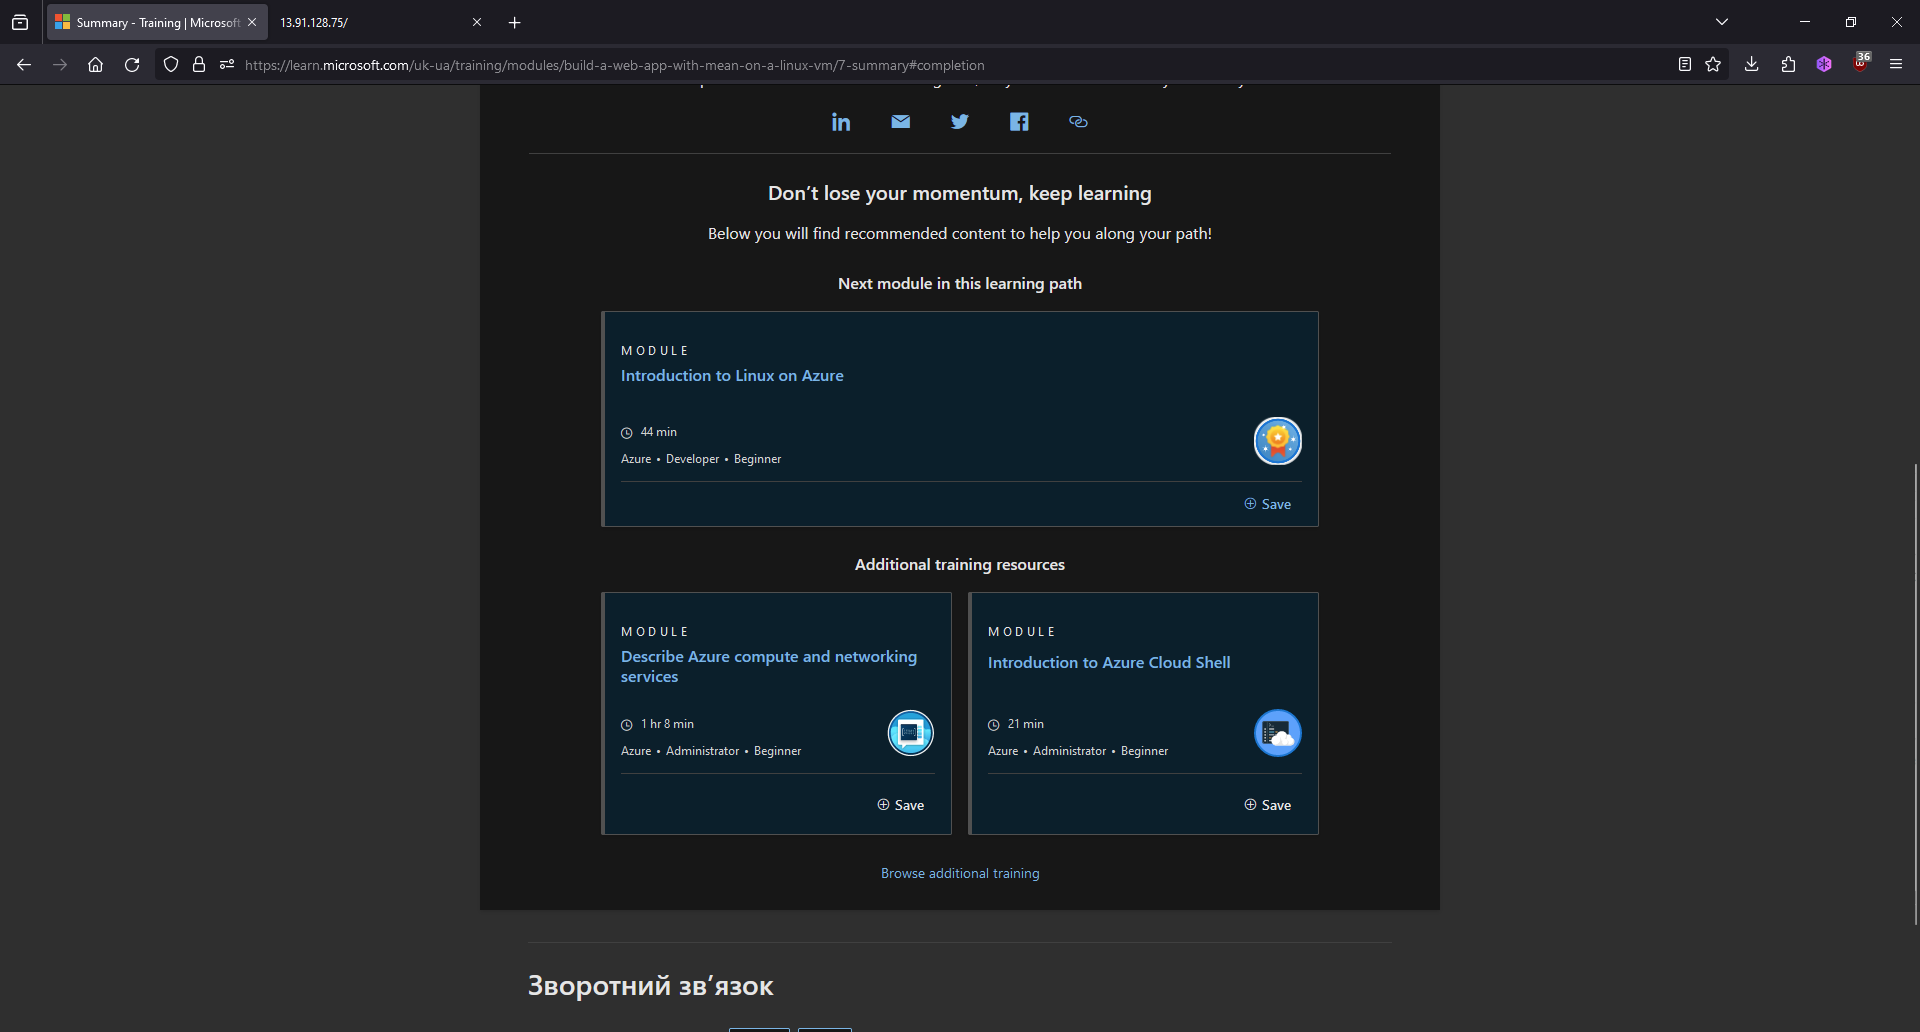 Summary - Training | Microsoft
13.91.128.75/
https://learn.microsoft.com/uk-ua/training/modules/build-a-web-app-with-mean-on-a-linux-vm/7-summary#completion
36
Don't lose your momentum, keep learning
Below you will find recommended content to help you along your path!
Next module in this learning path
MODULE
Introduction to Linux on Azure
44 min
Azure • Developer • Beginner
Save
Additional training resources
MODULE
Describe Azure compute and networking
services
1 hr 8 min
Azure • Administrator • Beginner
Save
MODULE
Introduction to Azure Cloud Shell
21 min
Azure • Administrator • Beginner
Save
Browse additional training
Зворотний зв’язок